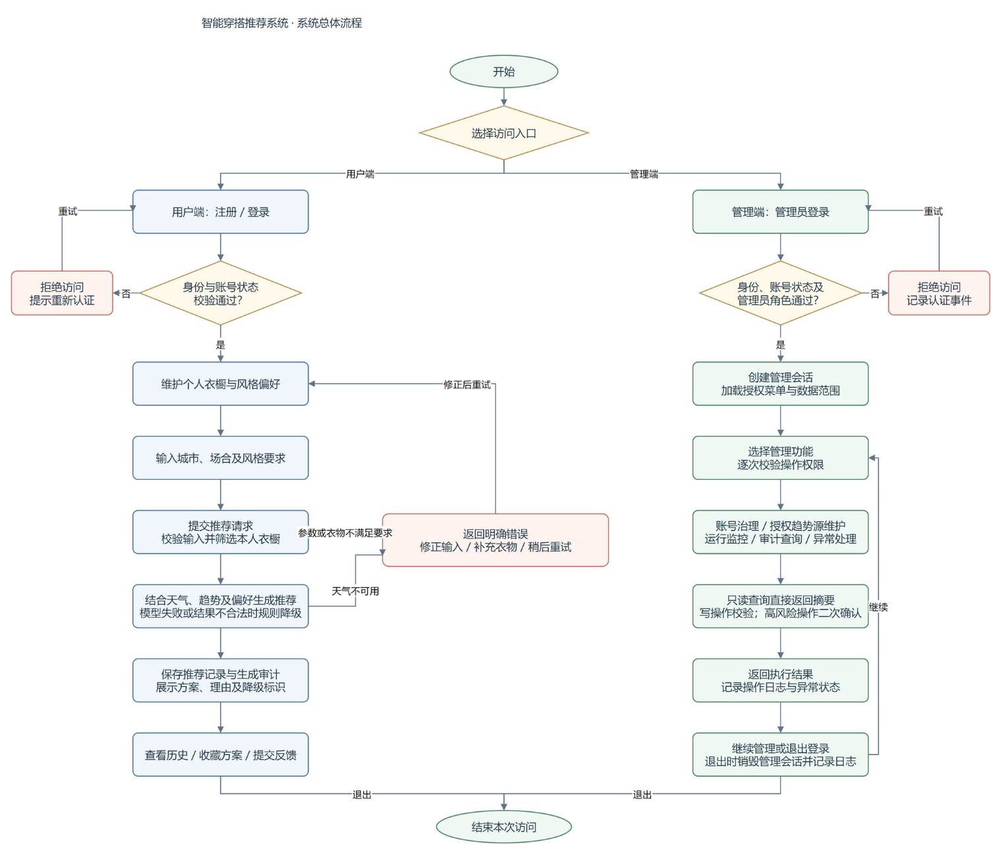 智能穿搭推荐系统 · 系统总体流程
开始
选择访问入口
用户端
管理端
用户端：注册 / 登录
管理端：管理员登录
重试
重试
身份与账号状态
校验通过？
否
拒绝访问
提示重新认证
身份、账号状态及
管理员角色通过？
否
拒绝访问
记录认证事件
是
是
维护个人衣橱与风格偏好
修正后重试
创建管理会话
加载授权菜单与数据范围
输入城市、场合及风格要求
选择管理功能
逐次校验操作权限
提交推荐请求
校验输入并筛选本人衣橱
参数或衣物不满足要求
返回明确错误
修正输入 / 补充衣物 / 稍后重试
账号治理 / 授权趋势源维护
运行监控 / 审计查询 / 异常处理
结合天气、趋势及偏好生成推荐
模型失败或结果不合法时规则降级
天气不可用
只读查询直接返回摘要
写操作校验；高风险操作二次确认
继续
保存推荐记录与生成审计
展示方案、理由及降级标识
返回执行结果
记录操作日志与异常状态
查看历史 / 收藏方案 / 提交反馈
继续管理或退出登录
退出时销毁管理会话并记录日志
退出
退出
结束本次访问